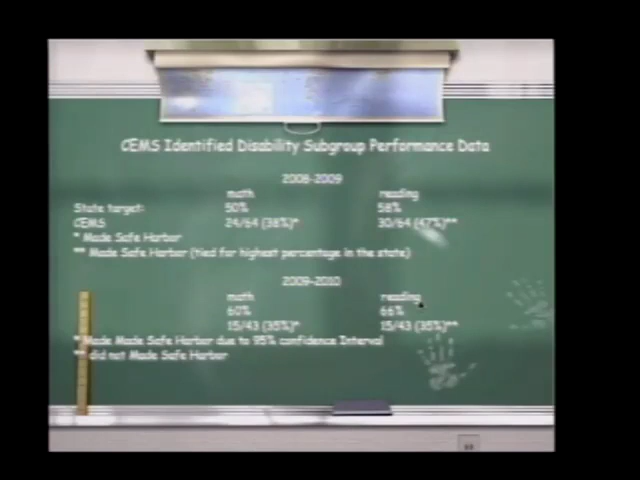 CEMS Identified Disability Subgroup Performance Data
2008-2009
math reading
State target: 50% 58%
CEMS 24/64 (38%)* 30/64 (47%)**
* Made Safe Harbor
** Made Safe Harbor (tied for highest percentage in the state)
2009-2010
math reading
60% 66%
15/43 (35%)* 15/43 (35%)**
* Made Made Safe Harbor due to 95% confidence Interval
** did not Made Safe Harbor